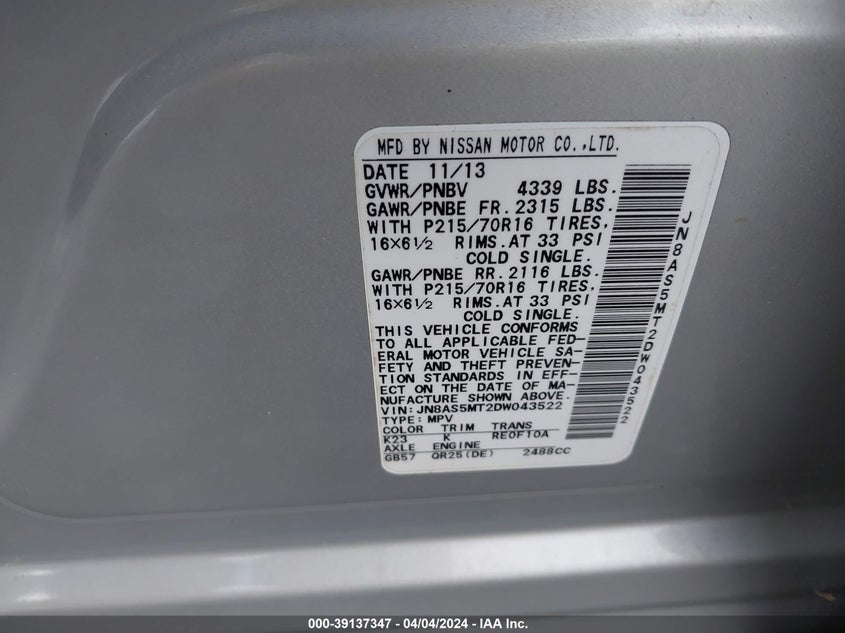 MFD BY NISSAN MOTOR CO.,LTD.
DATE 11/13
GVWR/PNBV 4339 LBS.
GAWR/PNBE FR. 2315 LBS.
WITH P215/70R16 TIRES,
16×6½ RIMS. AT 33 PSI
COLD SINGLE.
GAWR/PNBE RR. 2116 LBS.
WITH P215/70R16 TIRES,
16×6½ RIMS. AT 33 PSI
COLD SINGLE.
THIS VEHICLE CONFORMS
TO ALL APPLICABLE FED-
ERAL MOTOR VEHICLE SA-
FETY AND THEFT PREVEN-
TION STANDARDS IN EFF-
ECT ON THE DATE OF MA-
NUFACTURE SHOWN ABOVE.
VIN: JN8AS5MT2DW043522
TYPE: MPV
COLOR TRIM TRANS
K23 K RE0F10A
AXLE ENGINE
GB57 QR25(DE) 2488CC
JN8AS5MT2DW043522
000-39137347 / 04/04/2024 - IAA Inc.